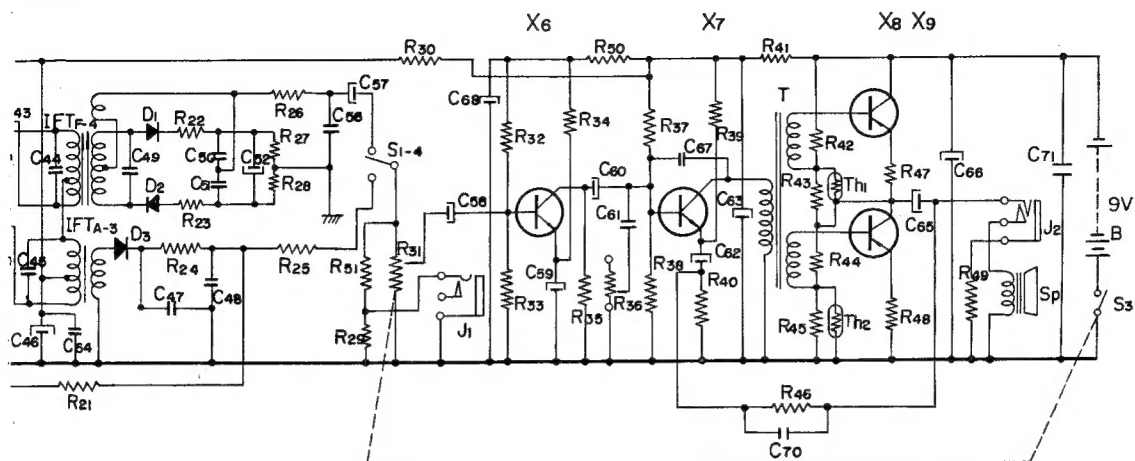 X6 X7 X8 X9
R30 R50 R41
43 IFTF-4 D1 R22 R26 C57
C44 C49 C50 C52 R27 C56 S1-4
C51 R28
D2 R23
C68 R32 R34 R37 R39 T R42 R47 C66 C71
C67
C60 C61 C63 R43 Th1 C65 J2 9V
IFTA-3 D3 C58 C62 B
C45 R24 R25 R51 R31 C59 R38 R40 R44 R49 Sp
C47 C48 R33 R35 R36 R45 Th2 R48 S3
C46 C54 R29 J1
R21 R46
C70